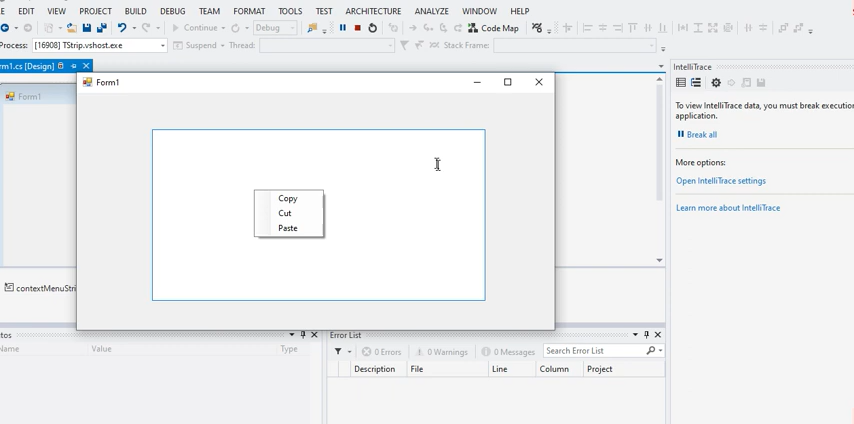 E EDIT VIEW PROJECT BUILD DEBUG TEAM FORMAT TOOLS TEST ARCHITECTURE ANALYZE WINDOW HELP
Continue Debug Code Map
Process: [16908] TStrip.vshost.exe Suspend Thread: Stack Frame:
rm1.cs [Design]
IntelliTrace
Form1
Form1
To view IntelliTrace data, you must break execution
application.
Break all
More options:
Open IntelliTrace settings
Learn more about IntelliTrace
Copy
Cut
Paste
contextMenuStri
tos
Name Value Type
Error List
0 Errors 0 Warnings 0 Messages Search Error List
Description File Line Column Project